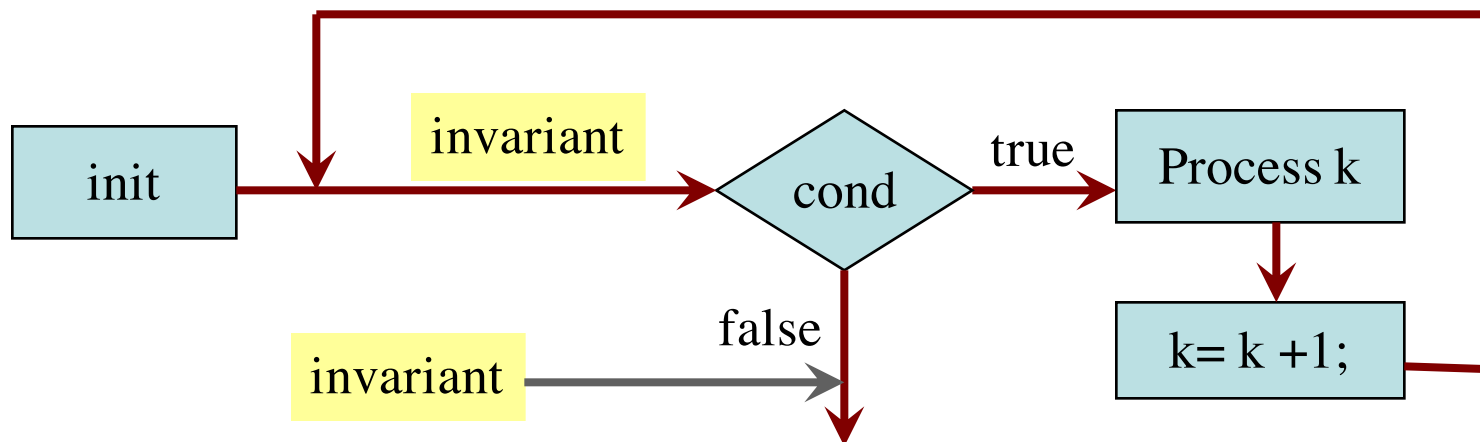 invariant
init
cond
true
Process k
false
invariant
k= k +1;